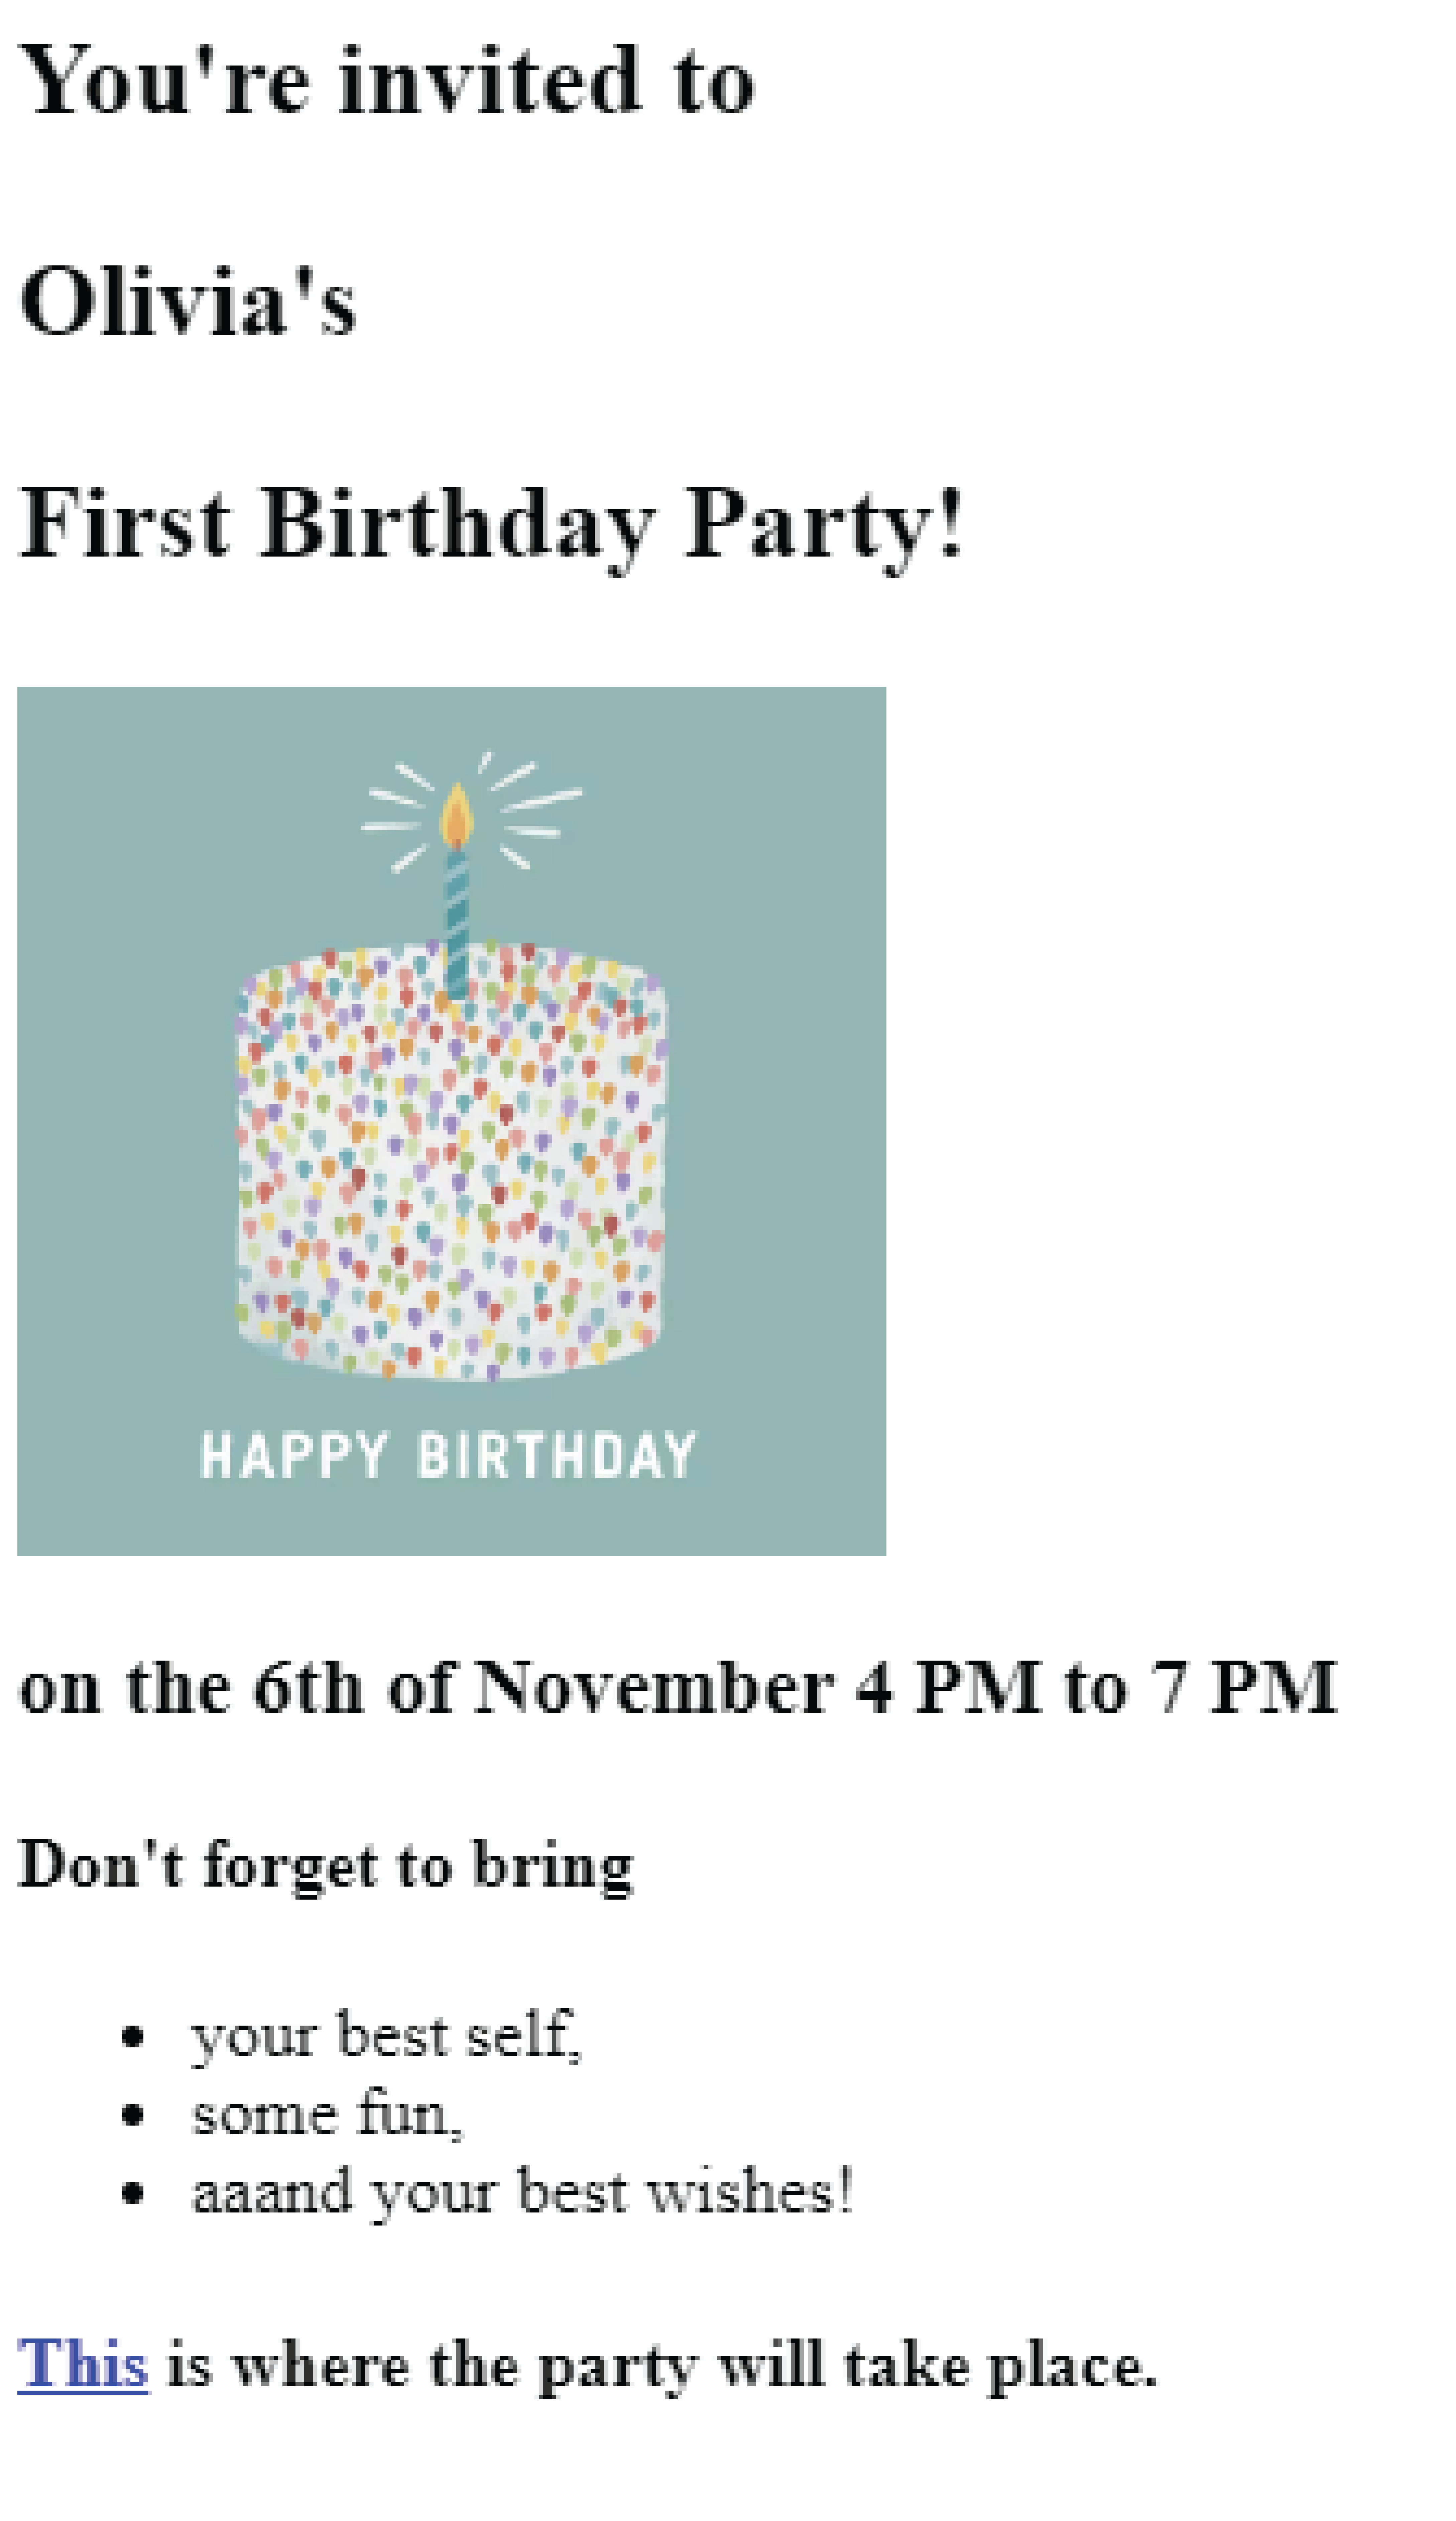 You're invited to
Olivia's
First Birthday Party!
HAPPY BIRTHDAY
on the 6th of November 4 PM to 7 PM
Don't forget to bring
• your best self,
• some fun,
• aaand your best wishes!
This is where the party will take place.